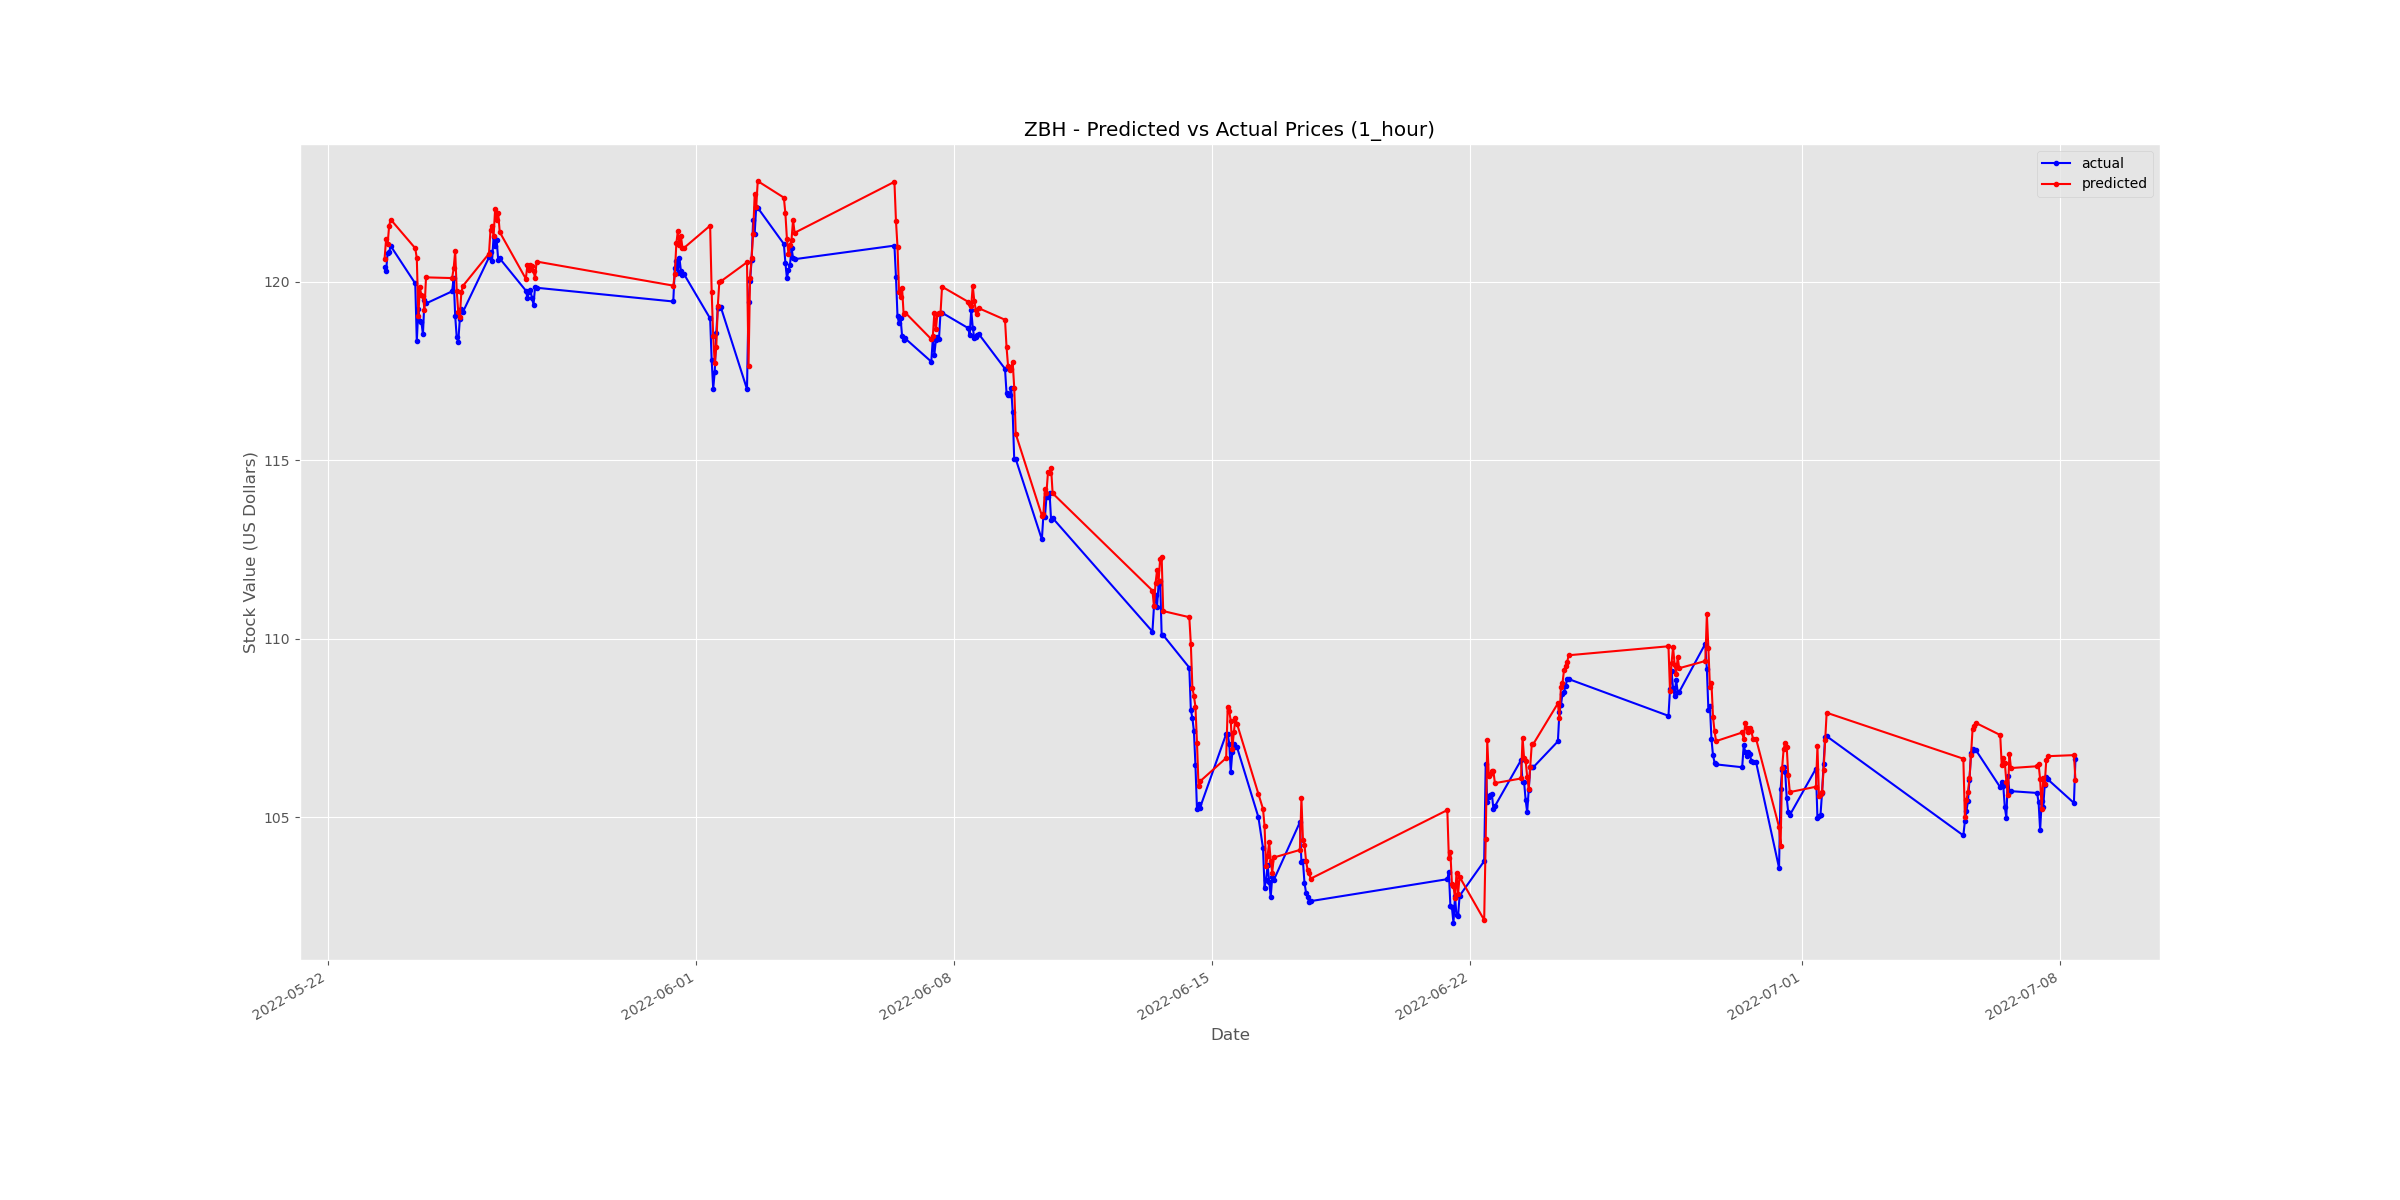 ZBH - Predicted vs Actual Prices (1_hour)
actual
predicted
Stock Value (US Dollars)
120
115
110
105
2022-05-22
2022-06-01
2022-06-08
2022-06-15
2022-06-22
2022-07-01
2022-07-08
Date